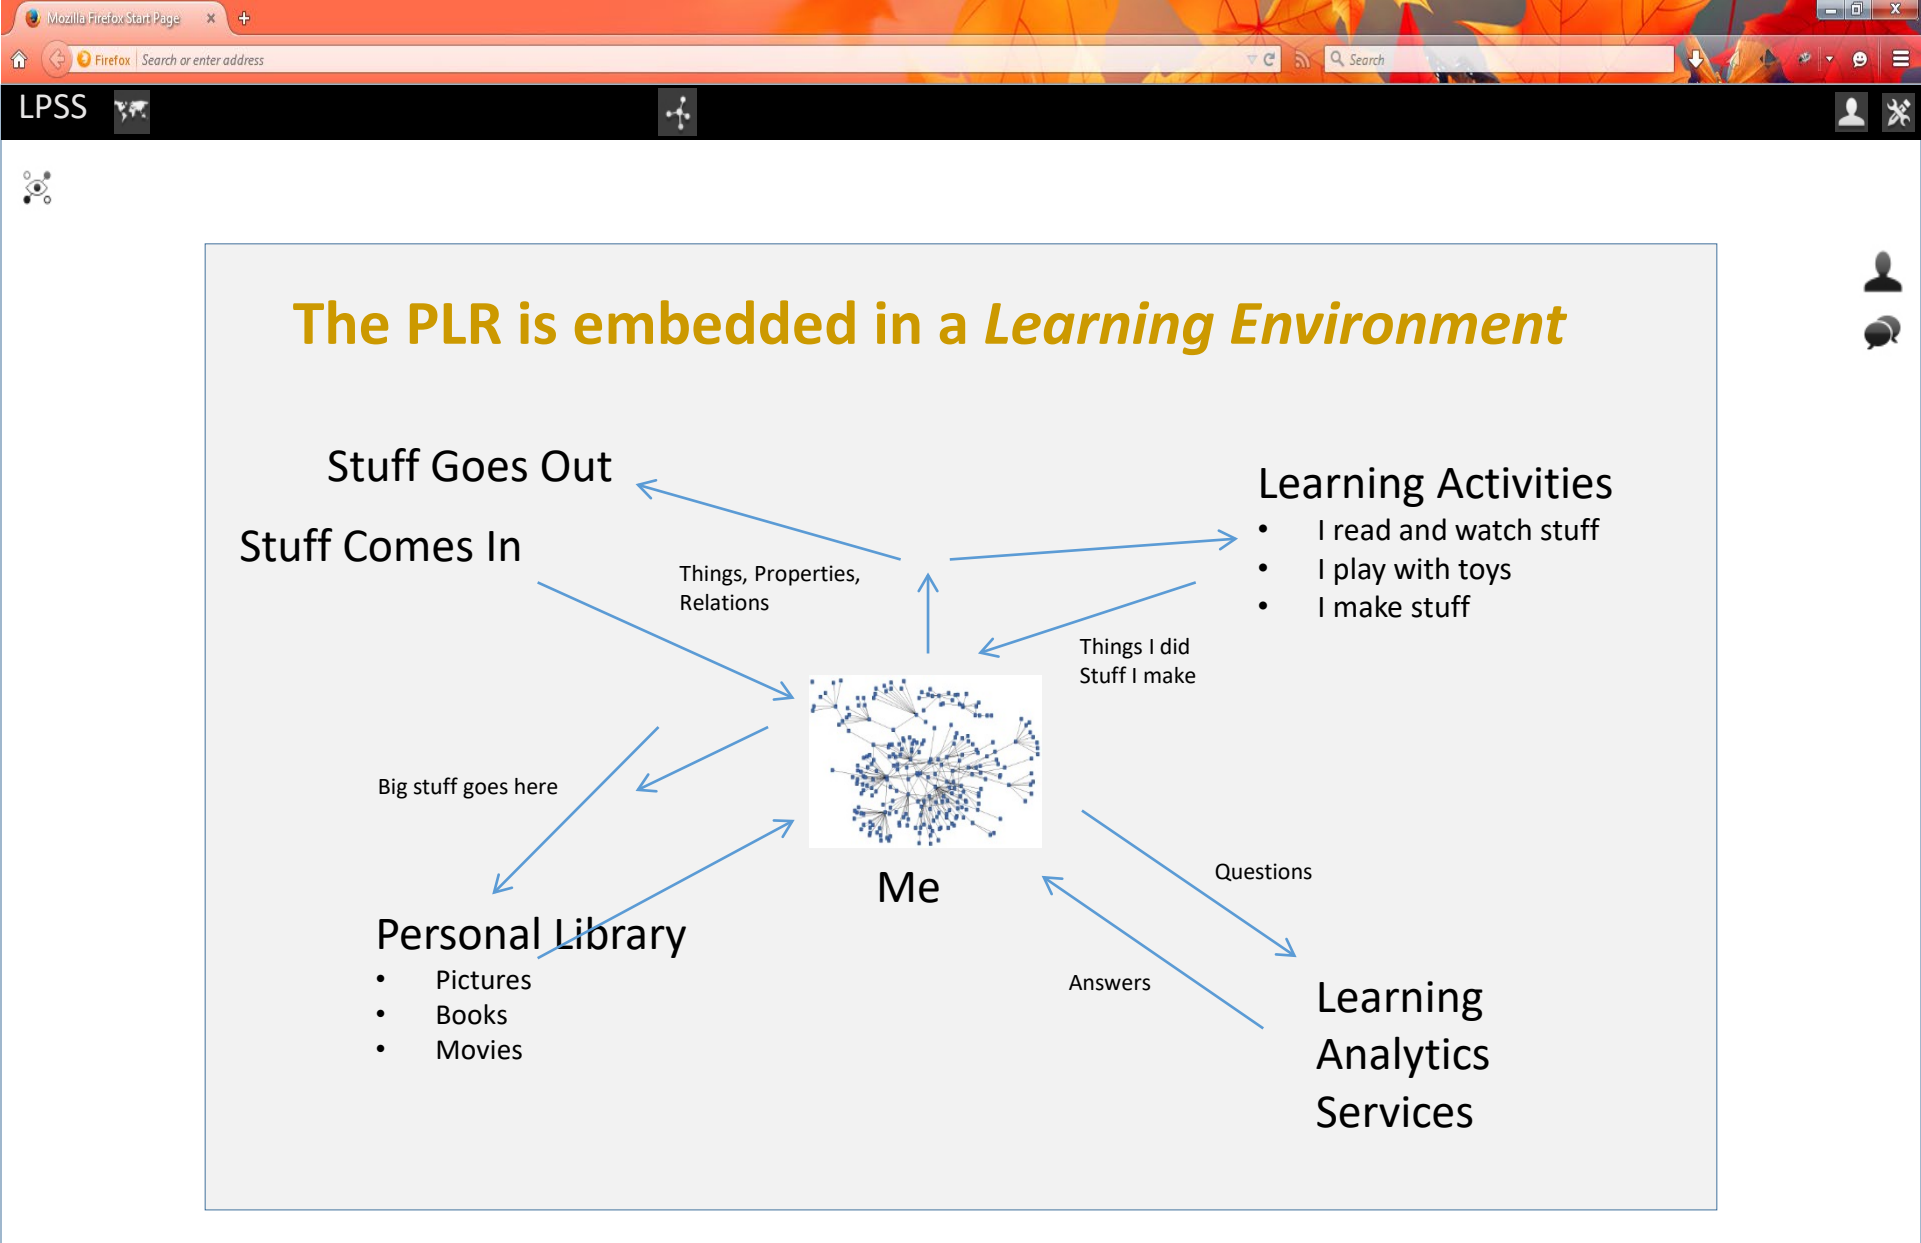 Mozilla Firefox Start Page
Firefox Search or enter address
Search
LPSS
The PLR is embedded in a Learning Environment
Stuff Goes Out
Stuff Comes In
Things, Properties,
Relations
Learning Activities
• I read and watch stuff
• I play with toys
• I make stuff
Things I did
Stuff I make
Big stuff goes here
Me
Questions
Personal Library
• Pictures
• Books
• Movies
Answers
Learning
Analytics
Services